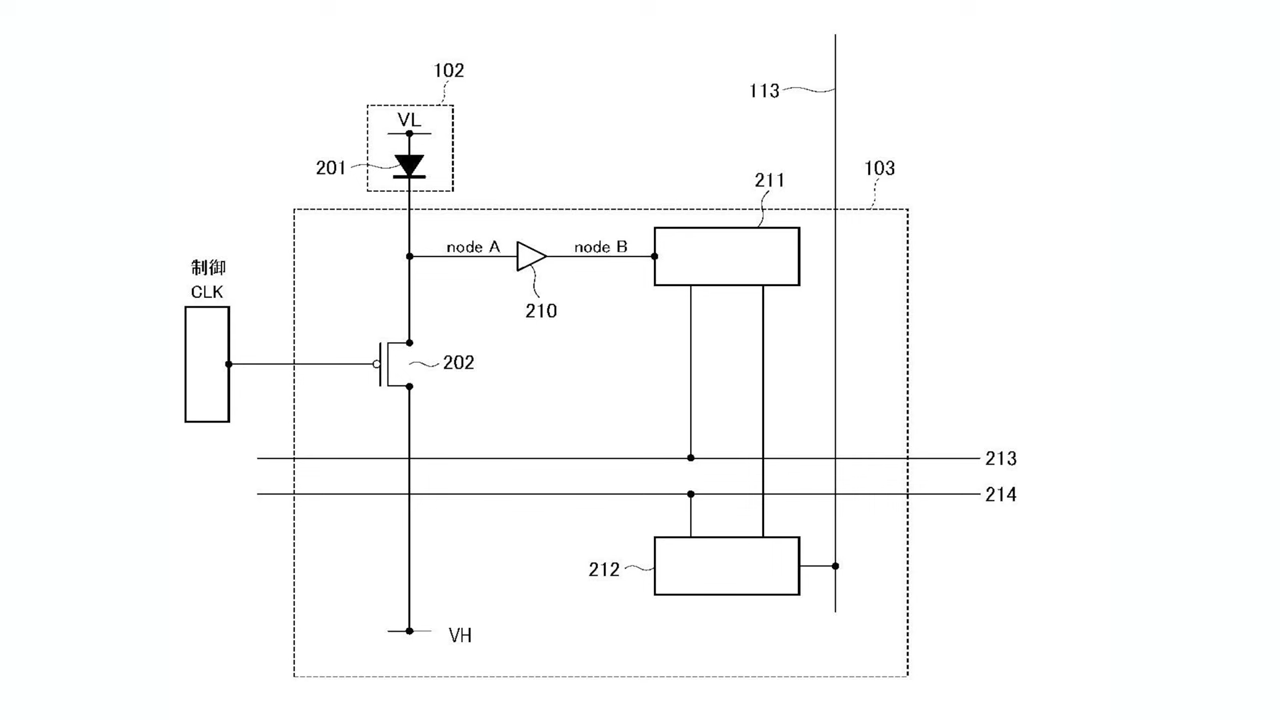 102
113
VL
201
103
211
node A
node B
制御
CLK
210
202
213
214
212
VH